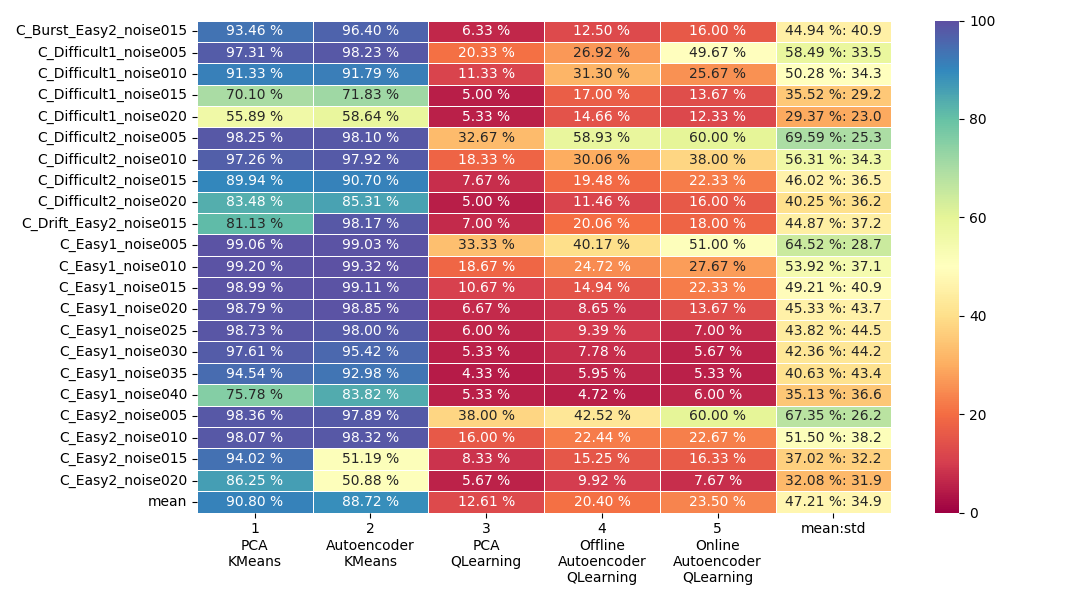 C_Burst_Easy2_noise015 93.46 % 96.40 % 6.33 % 12.50 % 16.00 % 44.94 %: 40.9
C_Difficult1_noise005 97.31 % 98.23 % 20.33 % 26.92 % 49.67 % 58.49 %: 33.5
C_Difficult1_noise010 91.33 % 91.79 % 11.33 % 31.30 % 25.67 % 50.28 %: 34.3
C_Difficult1_noise015 70.10 % 71.83 % 5.00 % 17.00 % 13.67 % 35.52 %: 29.2
C_Difficult1_noise020 55.89 % 58.64 % 5.33 % 14.66 % 12.33 % 29.37 %: 23.0
C_Difficult2_noise005 98.25 % 98.10 % 32.67 % 58.93 % 60.00 % 69.59 %: 25.3
C_Difficult2_noise010 97.26 % 97.92 % 18.33 % 30.06 % 38.00 % 56.31 %: 34.3
C_Difficult2_noise015 89.94 % 90.70 % 7.67 % 19.48 % 22.33 % 46.02 %: 36.5
C_Difficult2_noise020 83.48 % 85.31 % 5.00 % 11.46 % 16.00 % 40.25 %: 36.2
C_Drift_Easy2_noise015 81.13 % 98.17 % 7.00 % 20.06 % 18.00 % 44.87 %: 37.2
C_Easy1_noise005 99.06 % 99.03 % 33.33 % 40.17 % 51.00 % 64.52 %: 28.7
C_Easy1_noise010 99.20 % 99.32 % 18.67 % 24.72 % 27.67 % 53.92 %: 37.1
C_Easy1_noise015 98.99 % 99.11 % 10.67 % 14.94 % 22.33 % 49.21 %: 40.9
C_Easy1_noise020 98.79 % 98.85 % 6.67 % 8.65 % 13.67 % 45.33 %: 43.7
C_Easy1_noise025 98.73 % 98.00 % 6.00 % 9.39 % 7.00 % 43.82 %: 44.5
C_Easy1_noise030 97.61 % 95.42 % 5.33 % 7.78 % 5.67 % 42.36 %: 44.2
C_Easy1_noise035 94.54 % 92.98 % 4.33 % 5.95 % 5.33 % 40.63 %: 43.4
C_Easy1_noise040 75.78 % 83.82 % 5.33 % 4.72 % 6.00 % 35.13 %: 36.6
C_Easy2_noise005 98.36 % 97.89 % 38.00 % 42.52 % 60.00 % 67.35 %: 26.2
C_Easy2_noise010 98.07 % 98.32 % 16.00 % 22.44 % 22.67 % 51.50 %: 38.2
C_Easy2_noise015 94.02 % 51.19 % 8.33 % 15.25 % 16.33 % 37.02 %: 32.2
C_Easy2_noise020 86.25 % 50.88 % 5.67 % 9.92 % 7.67 % 32.08 %: 31.9
mean 90.80 % 88.72 % 12.61 % 20.40 % 23.50 % 47.21 %: 34.9
1 2 3 4 5 mean:std
PCA Autoencoder PCA Offline Online
KMeans KMeans QLearning Autoencoder Autoencoder
QLearning QLearning
100
80
60
40
20
0